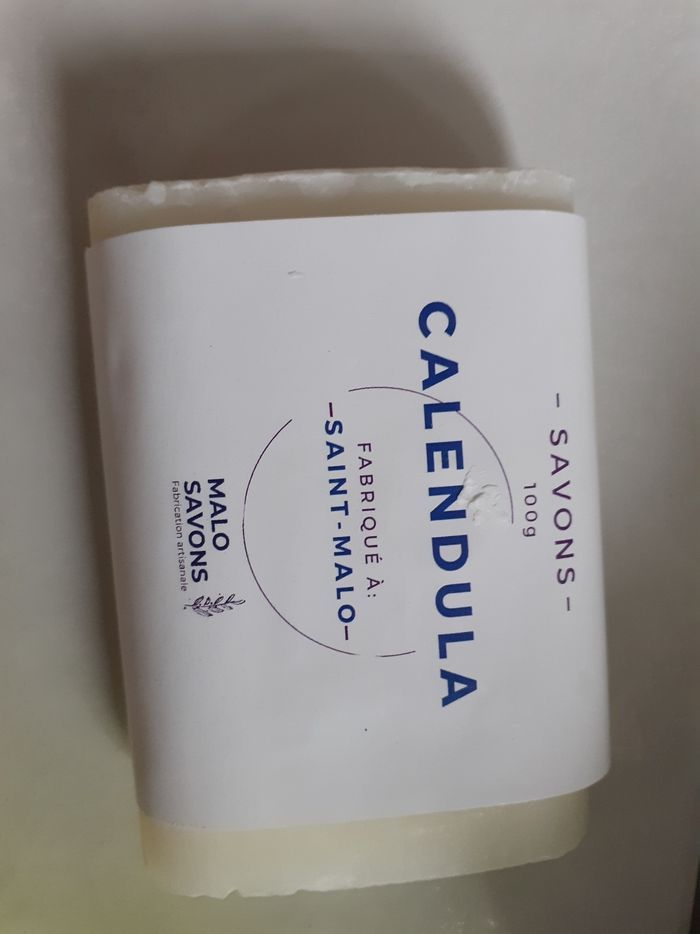 – SAVONS –
100g
CALENDULA
FABRIQUÉ À:
–SAINT-MALO–
MALO
SAVONS
Fabrication artisanale